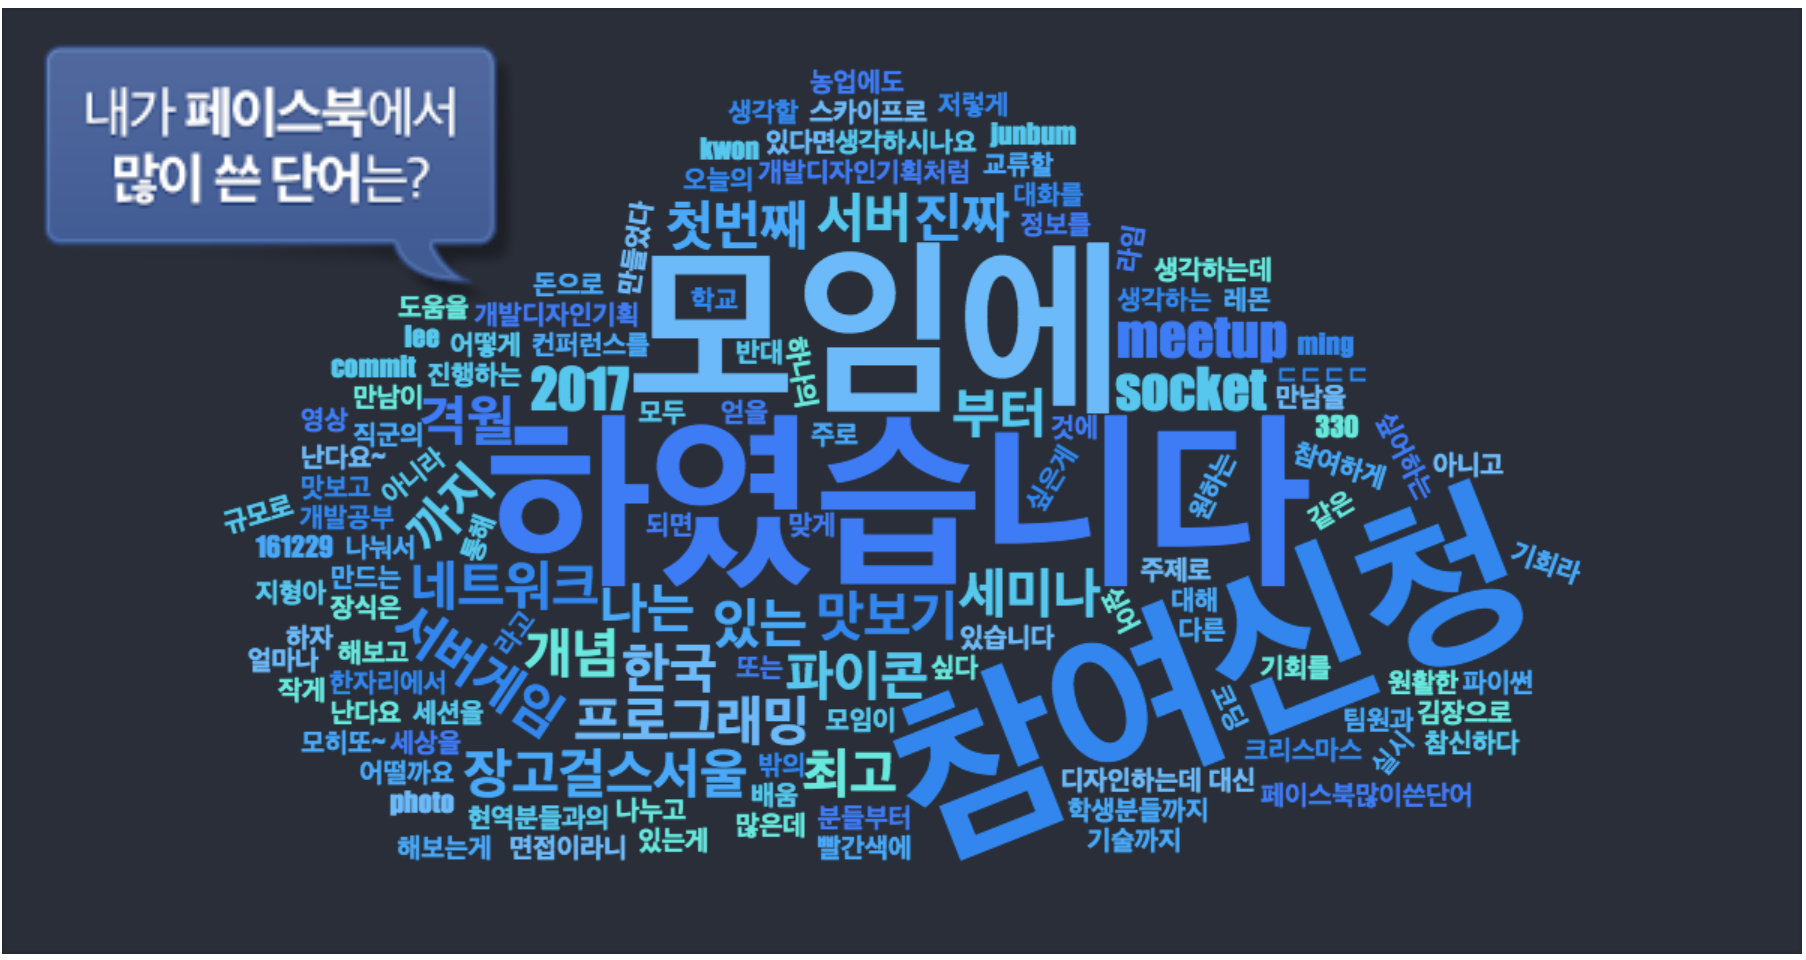 내가 페이스북에서
많이 쓴 단어는?
농업에도
생각할 스카이프로 저렇게
kwon 있다면 생각하시나요 junbum
오늘의 개발디자인기획처럼 교류할
만들었다 첫번째 서버 진짜 대화를
정보를
라임
돈으로 학교 모임에 생각하는데
도움을 개발디자인기획 생각하는 레몬
lee 어떻게 컨퍼런스를 반대 하나의 meetup ming
commit 진행하는 2017 socket ㄷㄷㄷㄷ
만남이 격월 모두 얻을 부터 만남을
영상 직군의 주로 것에 330 싶어하는
난다요~ 아니라 까지 하였습니다 싶은게 원하는 참여하게 아니고
맛보고
규모로 개발공부 통해 되면 맞게 같은
161229 나눠서 기회라
지형아 만드는 네트워크 세미나 주제로 참여신청
장식은 나는 있는 맛보기 싶어 대해
하자 서버게임 라고 개념 있습니다 다른
얼마나 해보고 한국 또는 파이콘 싶다 기회를
작게 한자리에서 원활한 파이썬
난다요 세션을 프로그래밍 모임이 코딩 팀원과 김장으로
모히또~ 세상을 크리스마스 실시 참신하다
어떨까요 장고걸스서울 밖의 최고 디자인하는데 대신
photo 배움 페이스북많이쓴단어
현역분들과의 나누고 많은데 분들부터 학생분들까지
해보는게 면접이라니 있는게 빨간색에 기술까지